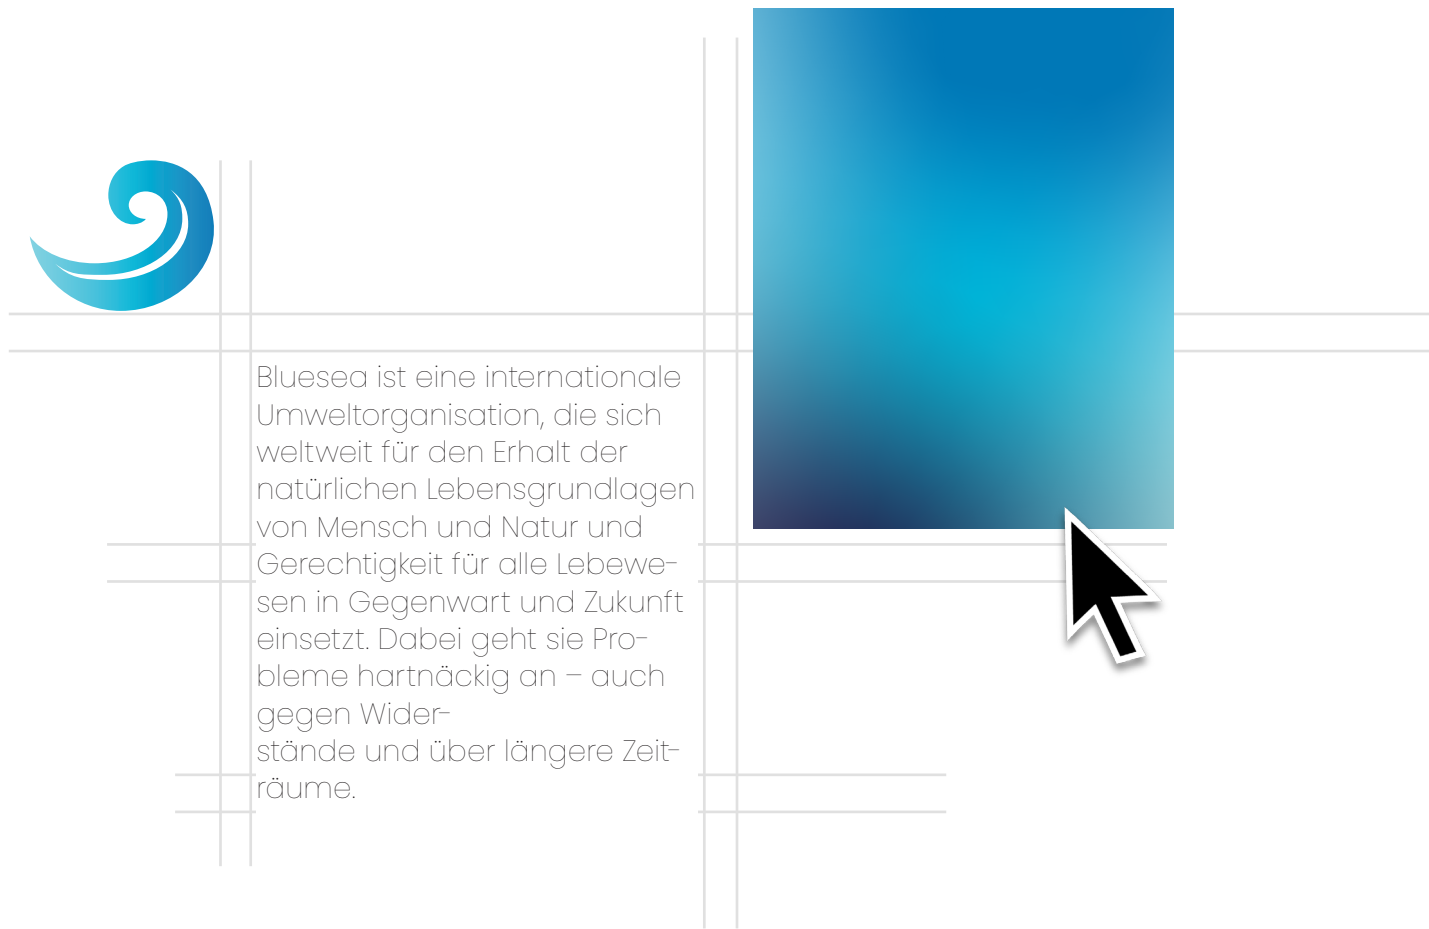 Bluesea ist eine internationale
Umweltorganisation, die sich
weltweit für den Erhalt der
natürlichen Lebensgrundlagen
von Mensch und Natur und
Gerechtigkeit für alle Lebewe-
sen in Gegenwart und Zukunft
einsetzt. Dabei geht sie Pro-
bleme hartnäckig an – auch
gegen Wider-
stände und über längere Zeit-
räume.